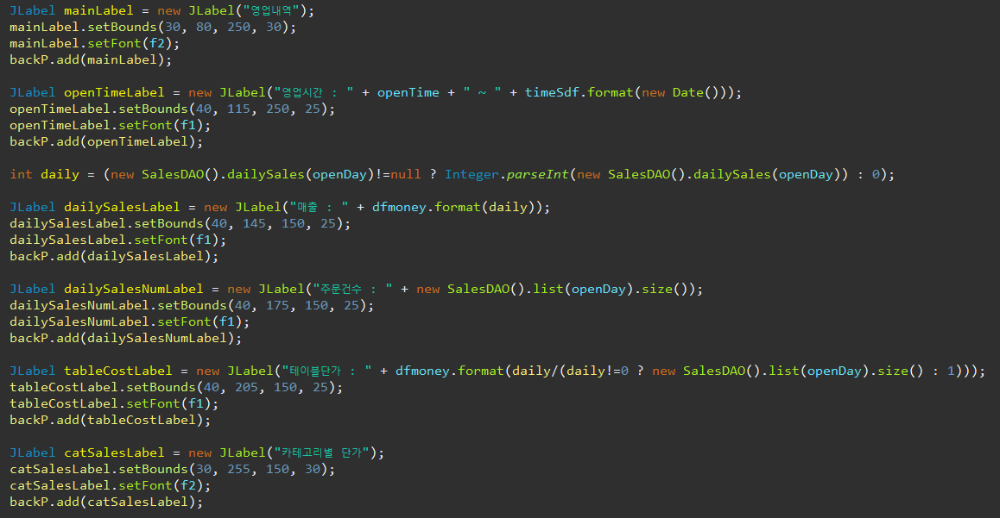 JLabel mainLabel = new JLabel("영업내역");
mainLabel.setBounds(30, 80, 250, 30);
mainLabel.setFont(f2);
backP.add(mainLabel);
JLabel openTimeLabel = new JLabel("영업시간 : " + openTime + " ~ " + timeSdf.format(new Date()));
openTimeLabel.setBounds(40, 115, 250, 25);
openTimeLabel.setFont(f1);
backP.add(openTimeLabel);
int daily = (new SalesDAO().dailySales(openDay)!=null ? Integer.parseInt(new SalesDAO().dailySales(openDay)) : 0);
JLabel dailySalesLabel = new JLabel("매출 : " + dfmoney.format(daily));
dailySalesLabel.setBounds(40, 145, 150, 25);
dailySalesLabel.setFont(f1);
backP.add(dailySalesLabel);
JLabel dailySalesNumLabel = new JLabel("주문건수 : " + new SalesDAO().list(openDay).size());
dailySalesNumLabel.setBounds(40, 175, 150, 25);
dailySalesNumLabel.setFont(f1);
backP.add(dailySalesNumLabel);
JLabel tableCostLabel = new JLabel("테이블단가 : " + dfmoney.format(daily/(daily!=0 ? new SalesDAO().list(openDay).size() : 1)));
tableCostLabel.setBounds(40, 205, 150, 25);
tableCostLabel.setFont(f1);
backP.add(tableCostLabel);
JLabel catSalesLabel = new JLabel("카테고리별 단가");
catSalesLabel.setBounds(30, 255, 150, 30);
catSalesLabel.setFont(f2);
backP.add(catSalesLabel);